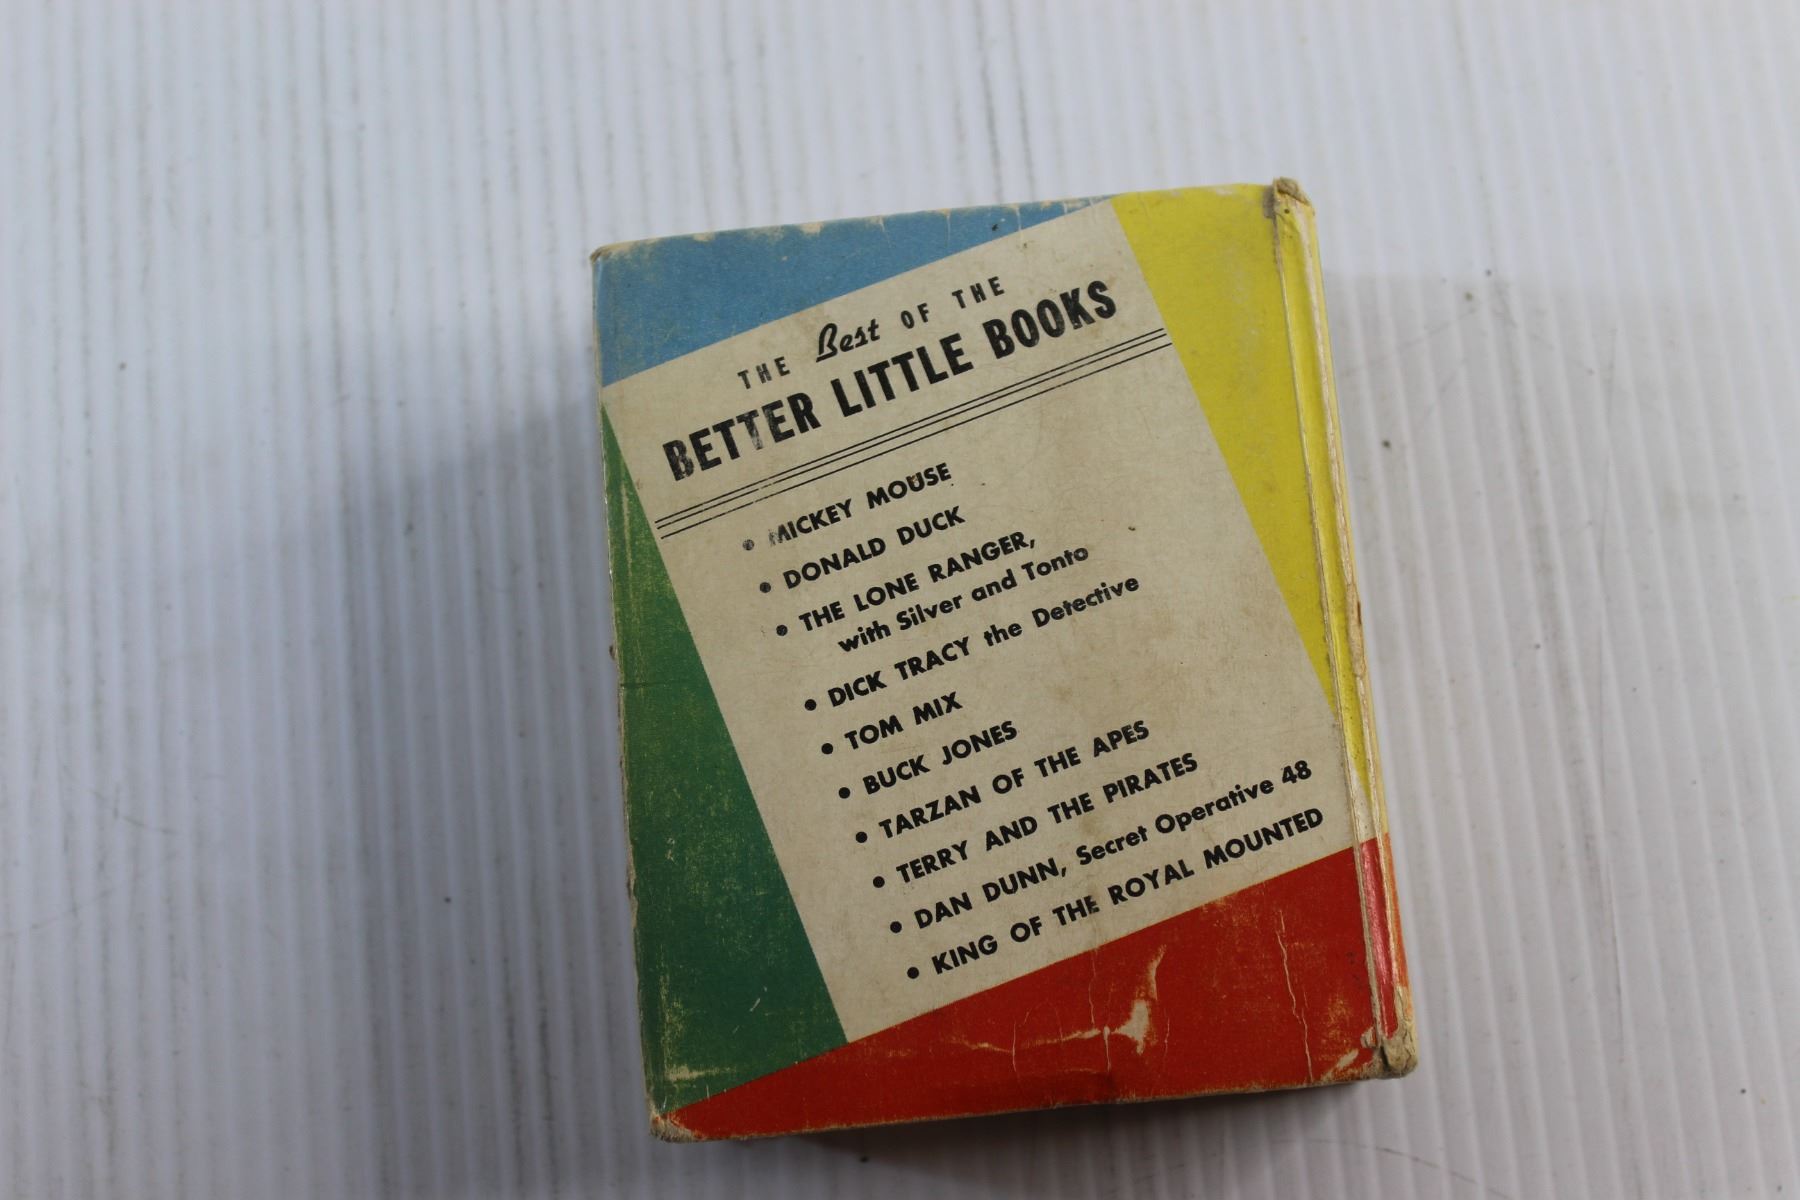 THE Best OF THE
BETTER LITTLE BOOKS
• MICKEY MOUSE
• DONALD DUCK
• THE LONE RANGER,
with Silver and Tonto
• DICK TRACY the Detective
• TOM MIX
• BUCK JONES
• TARZAN OF THE APES
• TERRY AND THE PIRATES
• DAN DUNN, Secret Operative 48
• KING OF THE ROYAL MOUNTED